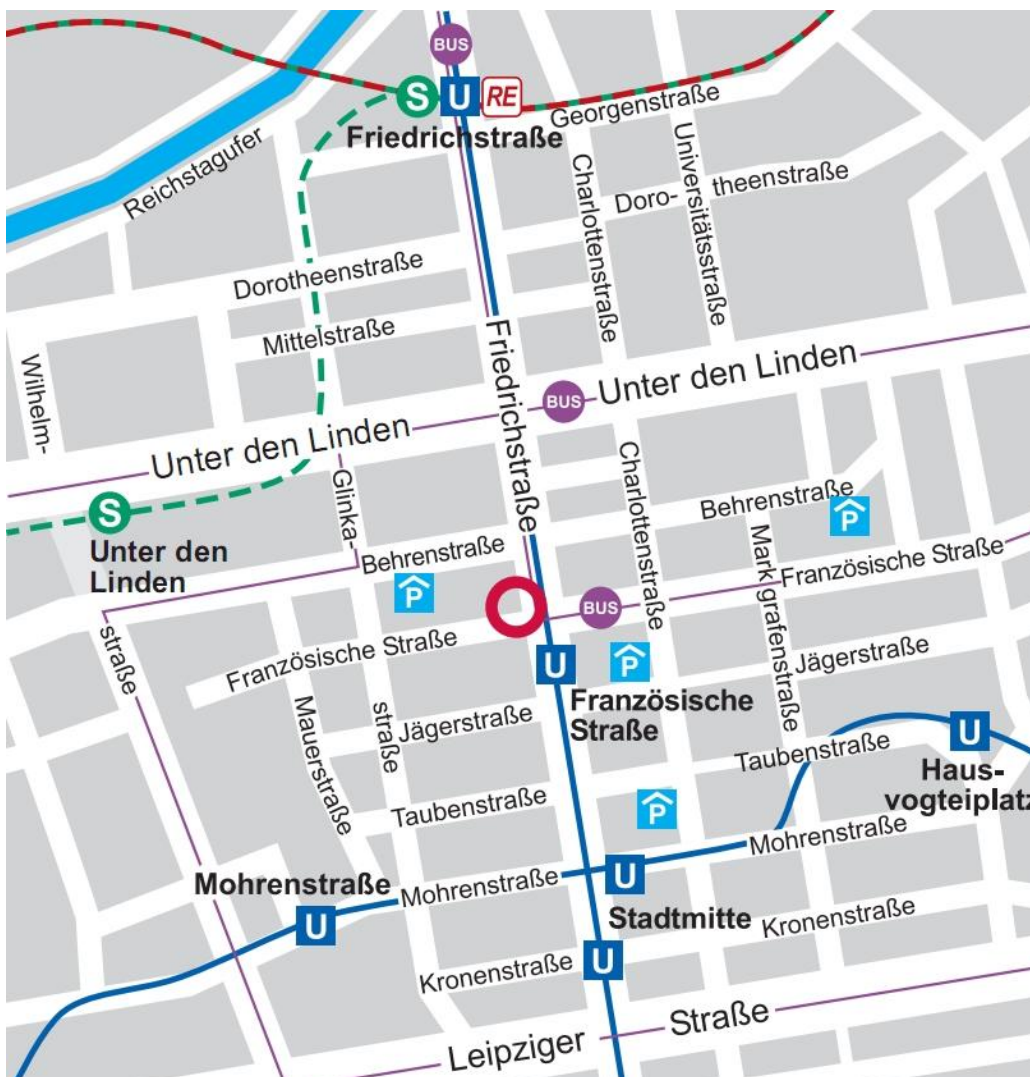 BUS
S
U
RE
Friedrichstraße
Georgenstraße
Reichstagufer
Charlottenstraße
Universitätsstraße
Doro-
theenstraße
Dorotheenstraße
Mittelstraße
Friedrichstraße
Wilhelm-
BUS
Unter den Linden
Unter den Linden
Glinka-
Charlottenstraße
Behrenstraße
P
S
Unter den
Linden
Behrenstraße
P
Markgrafenstraße
Französische Straße
BUS
straße
Französische Straße
U
P
Jägerstraße
Französische
Straße
Mauerstraße
straße
Jägerstraße
U
Taubenstraße
Haus-
vogteiplatz
Taubenstraße
P
Mohrenstraße
Mohrenstraße
Mohrenstraße
U
U
Stadtmitte
Kronenstraße
U
Kronenstraße
U
Leipziger
Straße